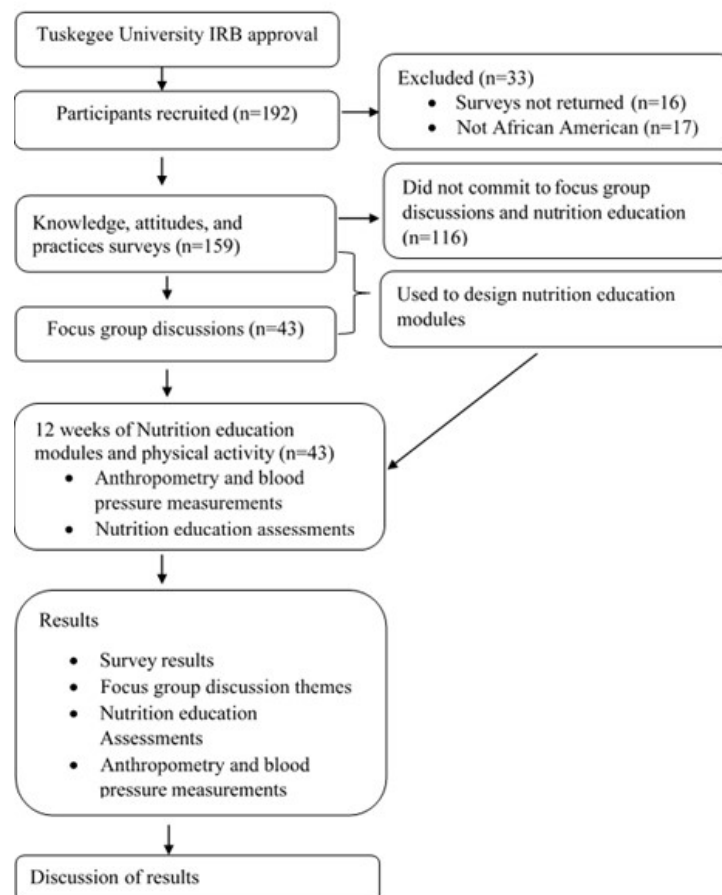 Tuskegee University IRB approval
Participants recruited (n=192)
Excluded (n=33)
• Surveys not returned (n=16)
• Not African American (n=17)
Knowledge, attitudes, and
practices surveys (n=159)
Did not commit to focus group
discussions and nutrition education
(n=116)
Used to design nutrition education
modules
Focus group discussions (n=43)
12 weeks of Nutrition education
modules and physical activity (n=43)
• Anthropometry and blood
pressure measurements
• Nutrition education assessments
Results
• Survey results
• Focus group discussion themes
• Nutrition education
Assessments
• Anthropometry and blood
pressure measurements
Discussion of results